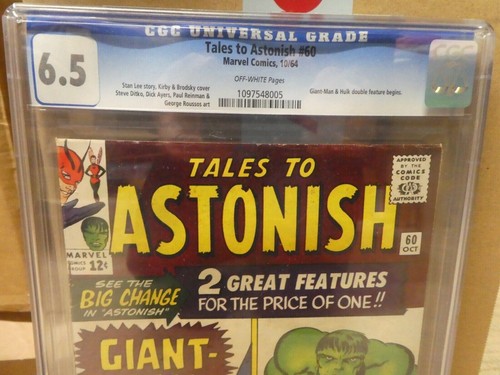 CGC UNIVERSAL GRADE
6.5
Tales to Astonish #60
Marvel Comics, 10/64
OFF-WHITE Pages
Stan Lee story, Kirby & Brodsky cover
Steve Ditko, Dick Ayers, Paul Reinman &
George Roussos art
1097548005
Giant-Man & Hulk double feature begins.
CGC
TALES TO
ASTONISH
APPROVED
BY THE
COMICS
CODE
AUTHORITY
60
OCT
MARVEL
COMICS
GROUP
12¢
SEE THE
BIG CHANGE
IN "ASTONISH"
2 GREAT FEATURES
FOR THE PRICE OF ONE!!
GIANT-